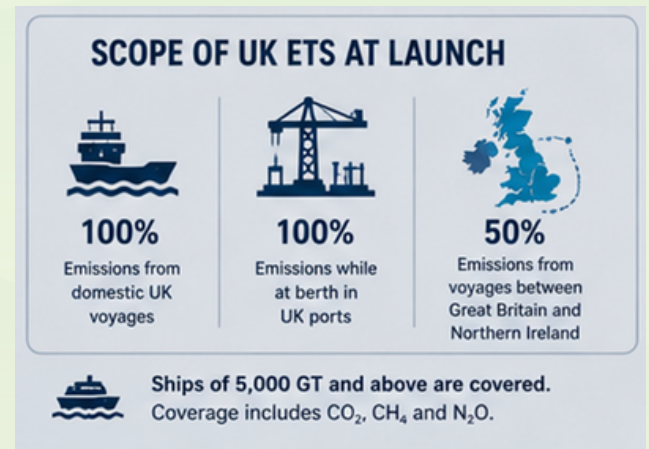 SCOPE OF UK ETS AT LAUNCH
100%
Emissions from
domestic UK
voyages
100%
Emissions while
at berth in
UK ports
50%
Emissions from
voyages between
Great Britain and
Northern Ireland
Ships of 5,000 GT and above are covered.
Coverage includes CO₂, CH₄ and N₂O.